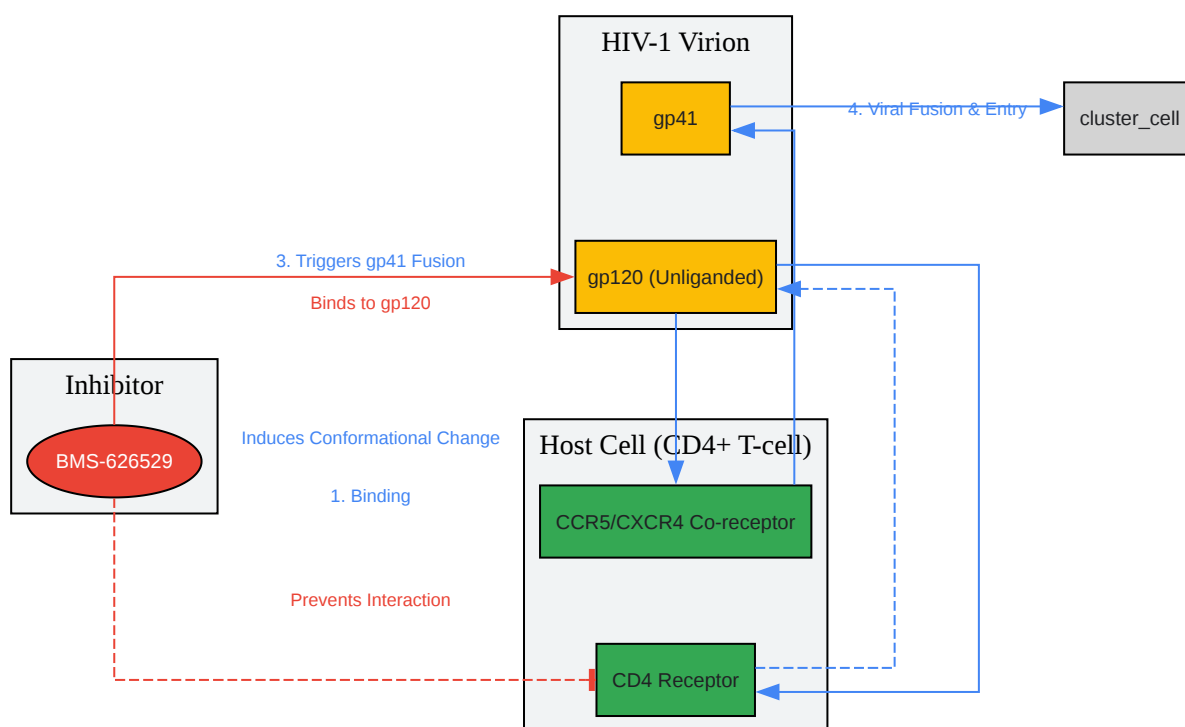 HIV-1 Virion
gp41
4. Viral Fusion & Entry
cluster_cell
3. Triggers gp41 Fusion
gp120 (Unliganded)
Binds to gp120
Inhibitor
BMS-626529
Induces Conformational Change
Host Cell (CD4+ T-cell)
1. Binding
CCR5/CXCR4 Co-receptor
Prevents Interaction
CD4 Receptor